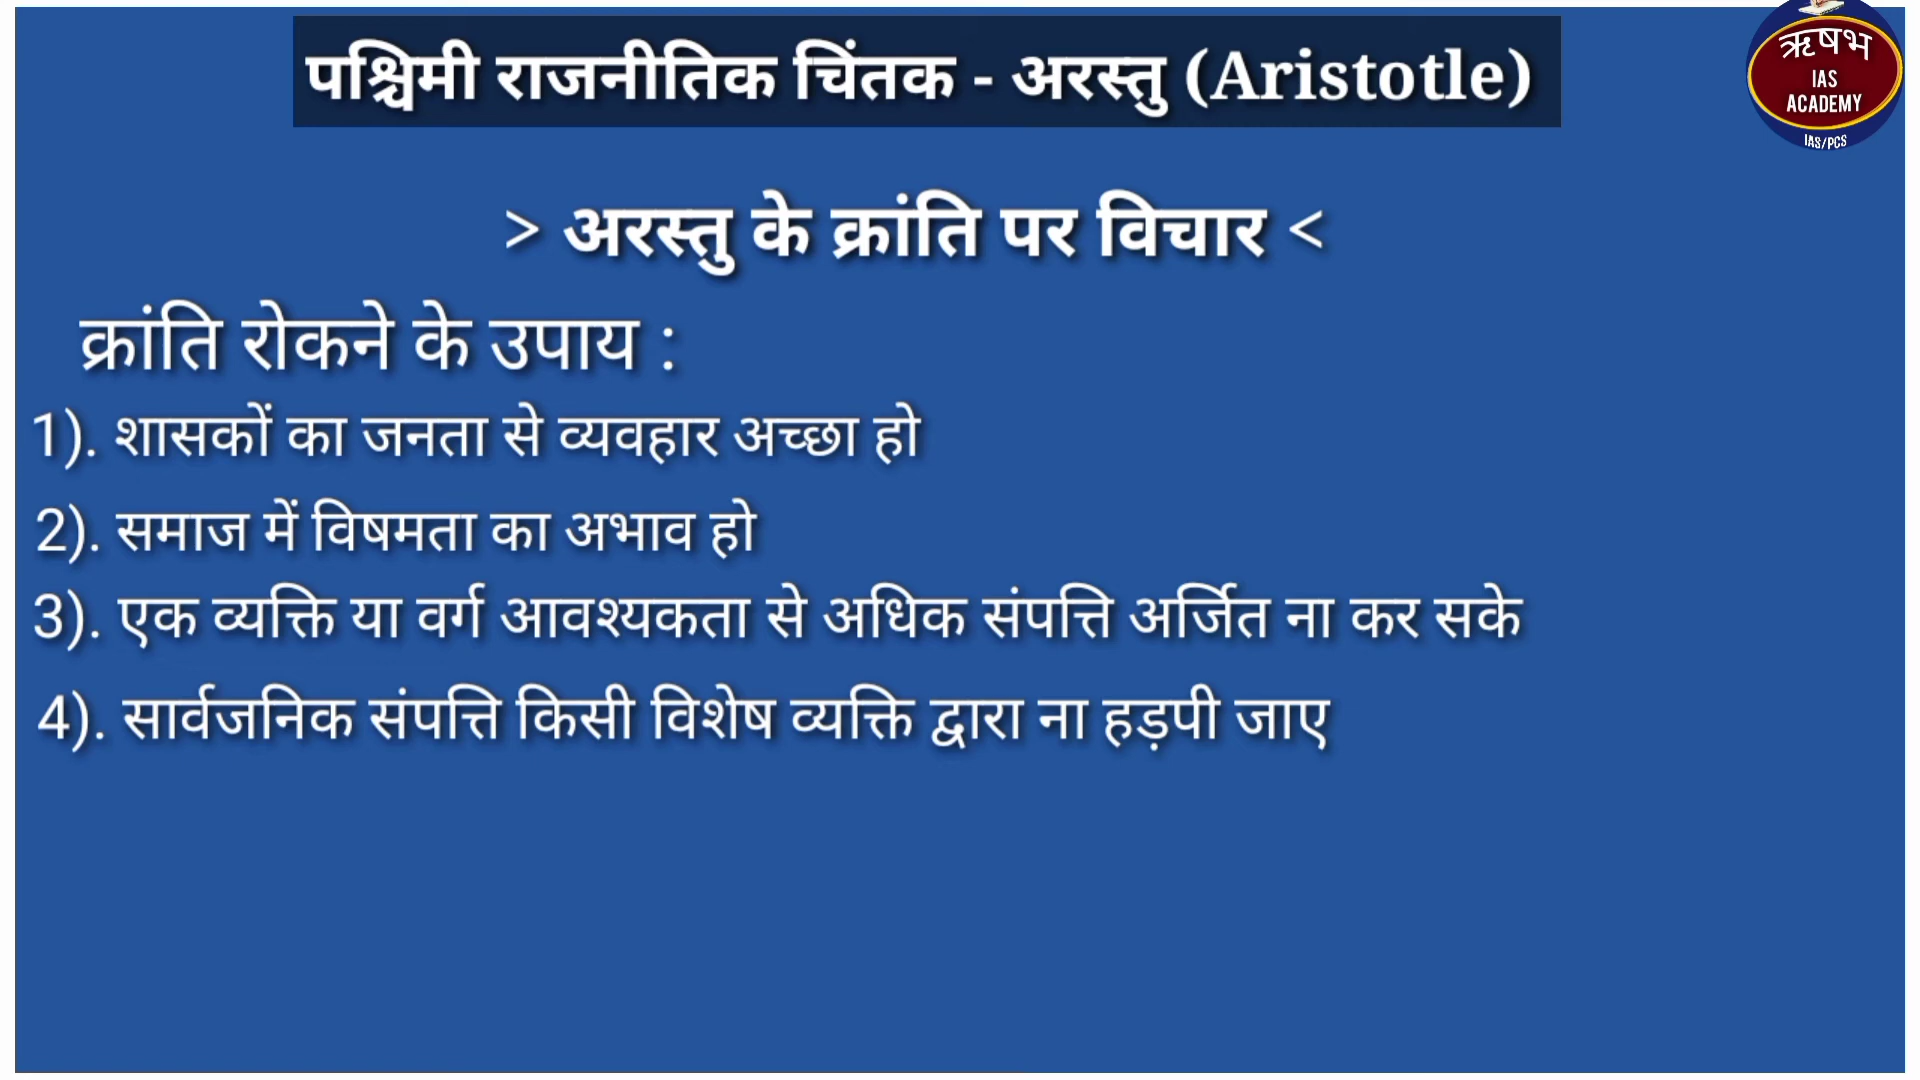 पश्चिमी राजनीतिक चिंतक - अरस्तु (Aristotle)
ऋषभ
IAS
ACADEMY
IAS/PCS
> अरस्तु के क्रांति पर विचार <
क्रांति रोकने के उपाय :
1). शासकों का जनता से व्यवहार अच्छा हो
2). समाज में विषमता का अभाव हो
3). एक व्यक्ति या वर्ग आवश्यकता से अधिक संपत्ति अर्जित ना कर सके
4). सार्वजनिक संपत्ति किसी विशेष व्यक्ति द्वारा ना हड़पी जाए